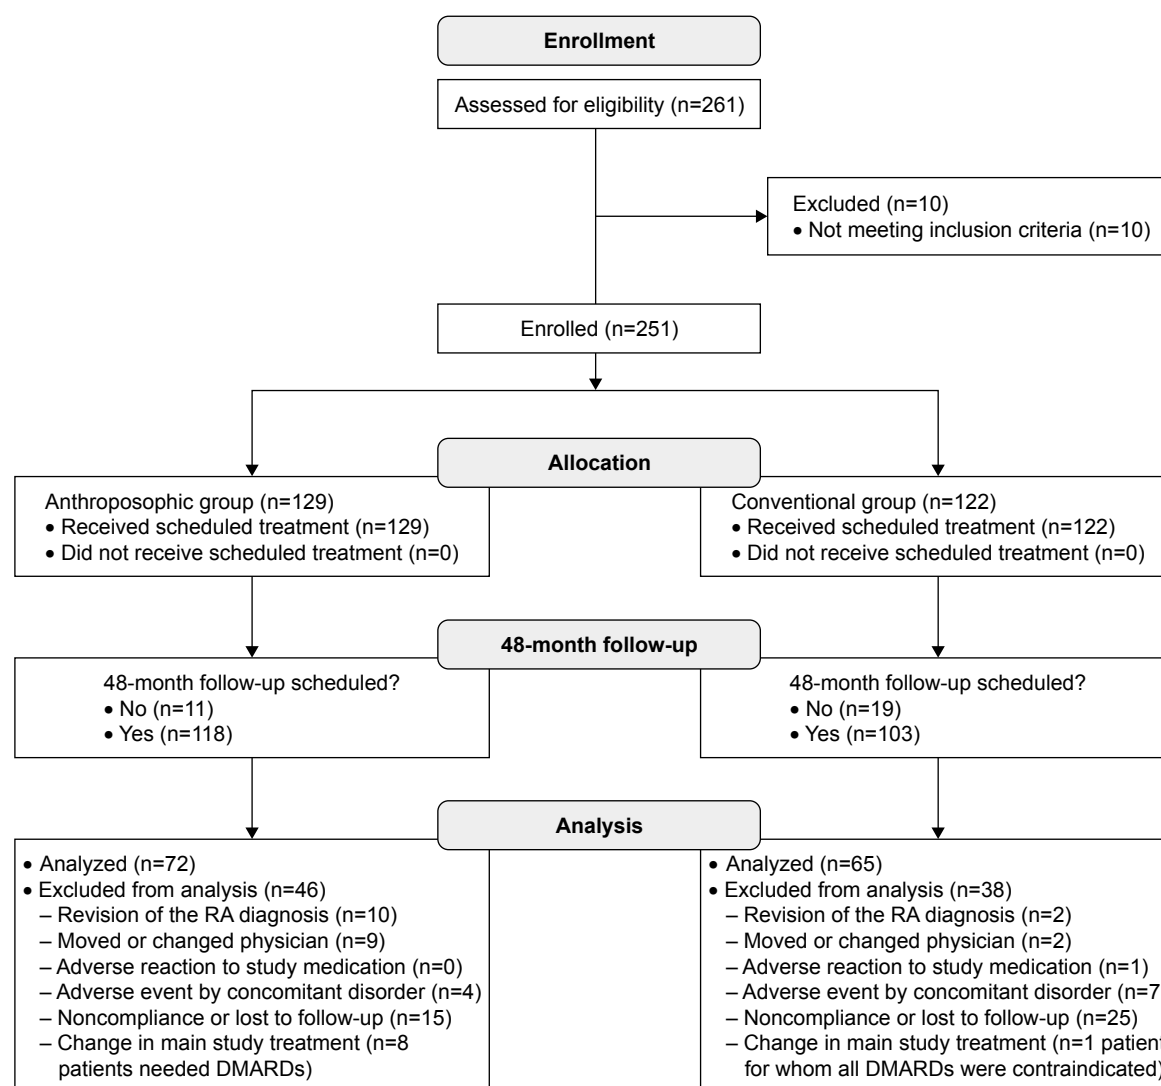 Enrollment
Assessed for eligibility (n=261)
Excluded (n=10)
• Not meeting inclusion criteria (n=10)
Enrolled (n=251)
Allocation
Anthroposophic group (n=129)
• Received scheduled treatment (n=129)
• Did not receive scheduled treatment (n=0)
Conventional group (n=122)
• Received scheduled treatment (n=122)
• Did not receive scheduled treatment (n=0)
48-month follow-up
48-month follow-up scheduled?
• No (n=11)
• Yes (n=118)
48-month follow-up scheduled?
• No (n=19)
• Yes (n=103)
Analysis
• Analyzed (n=72)
• Excluded from analysis (n=46)
– Revision of the RA diagnosis (n=10)
– Moved or changed physician (n=9)
– Adverse reaction to study medication (n=0)
– Adverse event by concomitant disorder (n=4)
– Noncompliance or lost to follow-up (n=15)
– Change in main study treatment (n=8
patients needed DMARDs)
• Analyzed (n=65)
• Excluded from analysis (n=38)
– Revision of the RA diagnosis (n=2)
– Moved or changed physician (n=2)
– Adverse reaction to study medication (n=1)
– Adverse event by concomitant disorder (n=7
– Noncompliance or lost to follow-up (n=25)
– Change in main study treatment (n=1 patient
for whom all DMARDs were contraindicated)